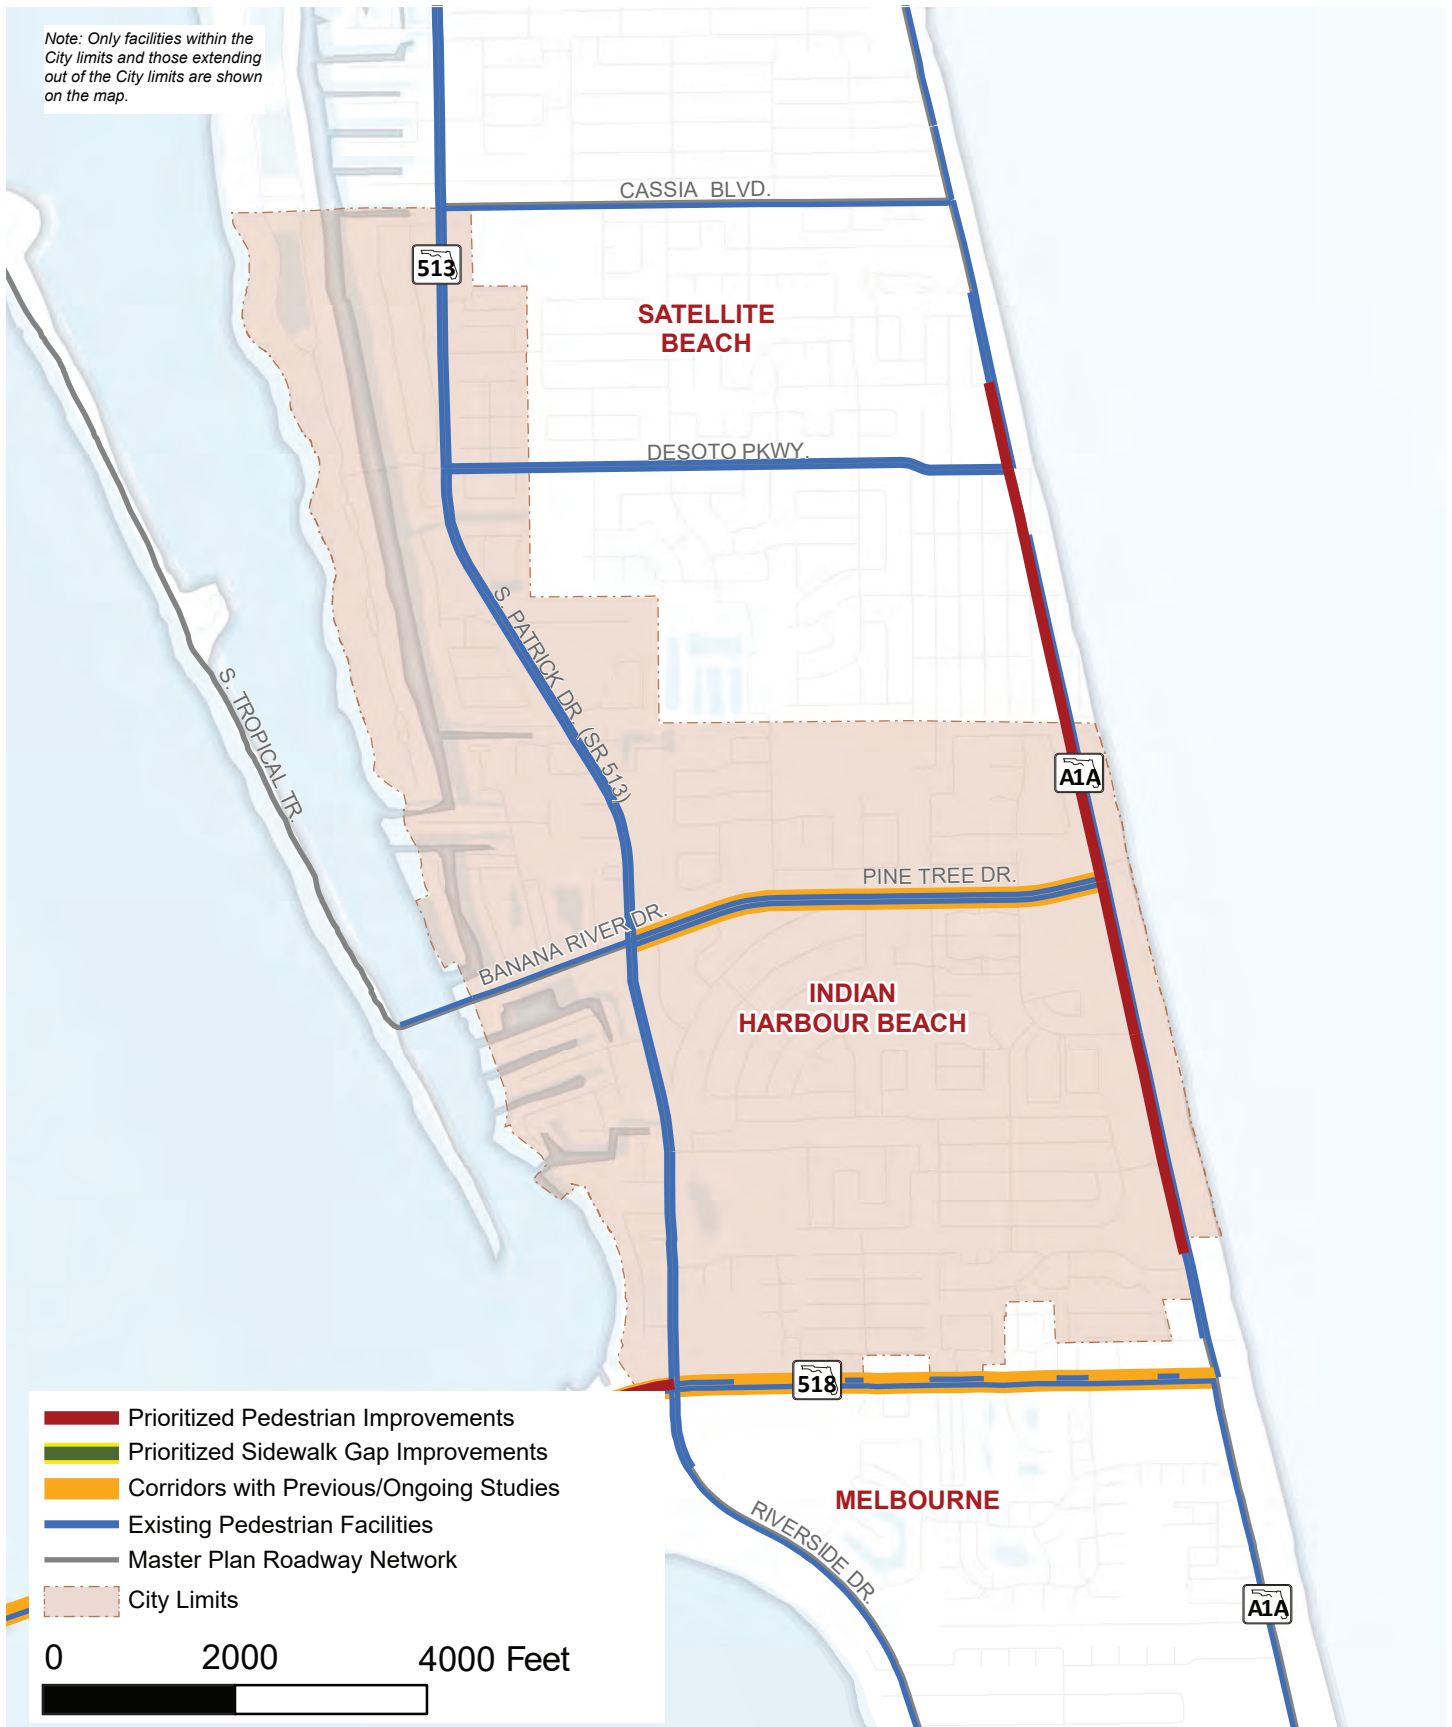 Note: Only facilities within the
City limits and those extending
out of the City limits are shown
on the map.
CASSIA BLVD.
513
SATELLITE
BEACH
DESOTO PKWY.
S. PATRICK DR. (SR 513)
S. TROPICAL TR.
A1A
PINE TREE DR.
BANANA RIVER DR.
INDIAN
HARBOUR BEACH
518
Prioritized Pedestrian Improvements
Prioritized Sidewalk Gap Improvements
Corridors with Previous/Ongoing Studies
Existing Pedestrian Facilities
Master Plan Roadway Network
City Limits
MELBOURNE
RIVERSIDE DR.
A1A
0 2000 4000 Feet